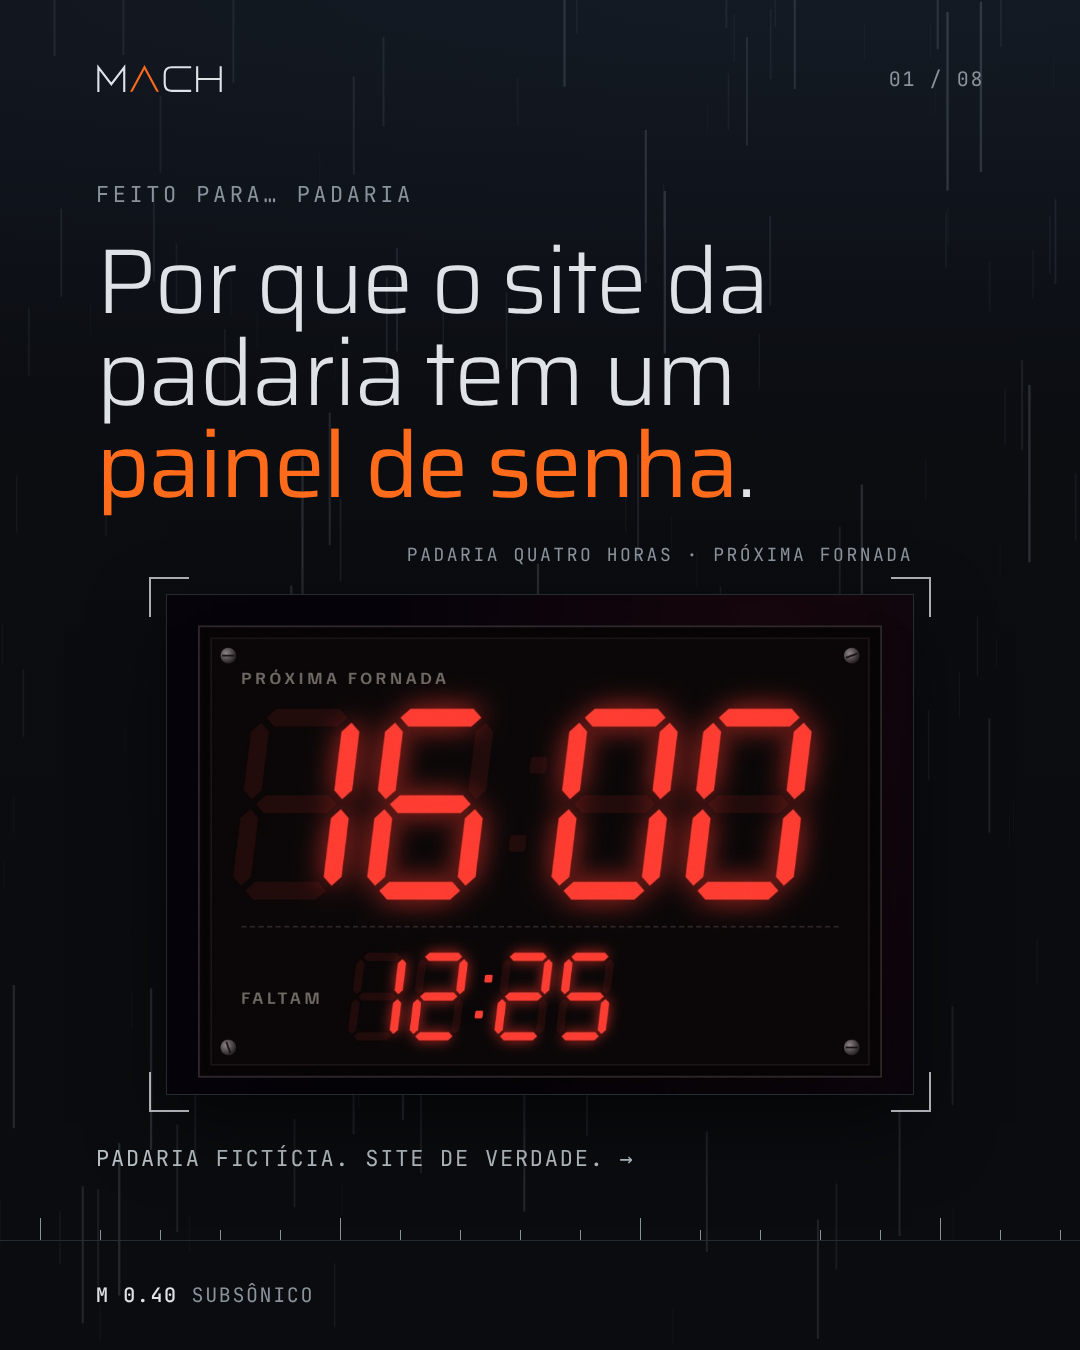 MACH
01 / 08
FEITO PARA… PADARIA
Por que o site da
padaria tem um
painel de senha.
PADARIA QUATRO HORAS · PRÓXIMA FORNADA
PRÓXIMA FORNADA
16 00
FALTAM 12:25
PADARIA FICTÍCIA. SITE DE VERDADE. →
M 0.40 SUBSÔNICO